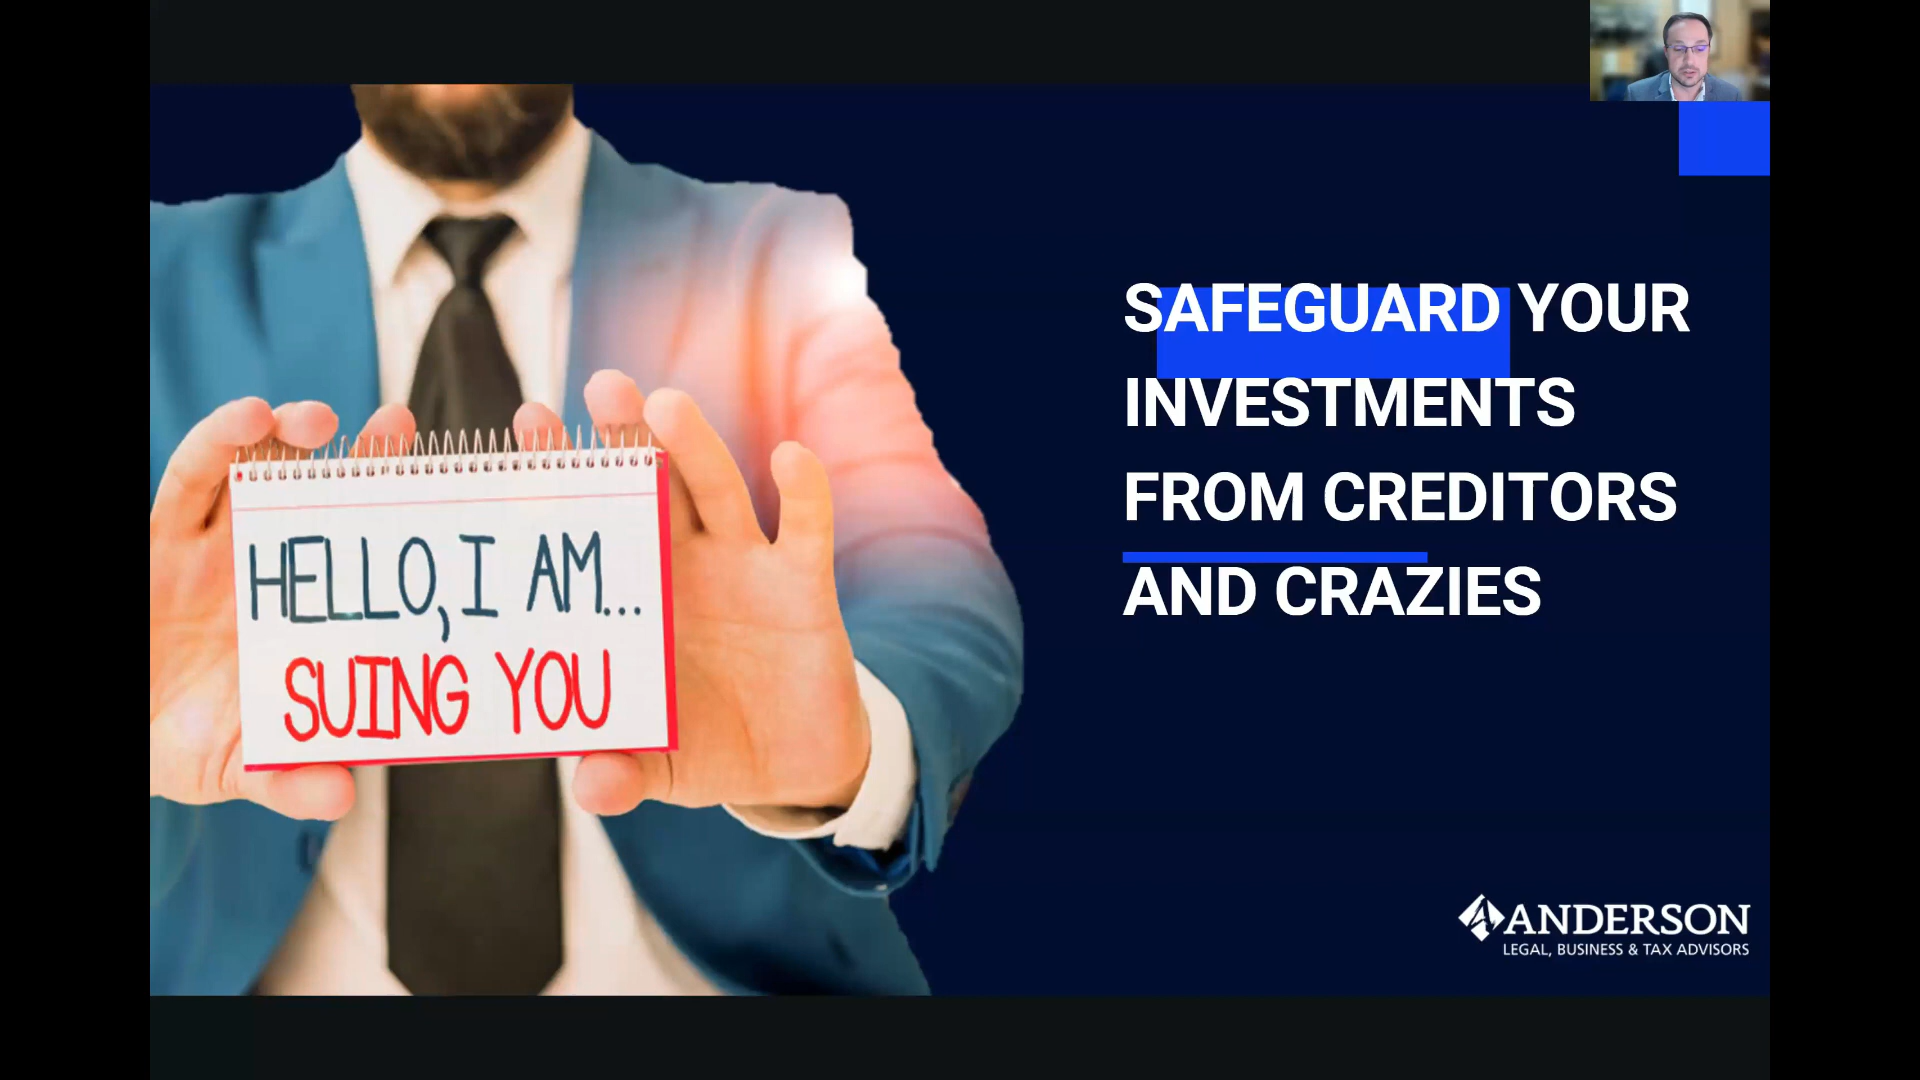 HELLO, I AM...
SUING YOU
SAFEGUARD YOUR
INVESTMENTS
FROM CREDITORS
AND CRAZIES
ANDERSON
LEGAL, BUSINESS & TAX ADVISORS